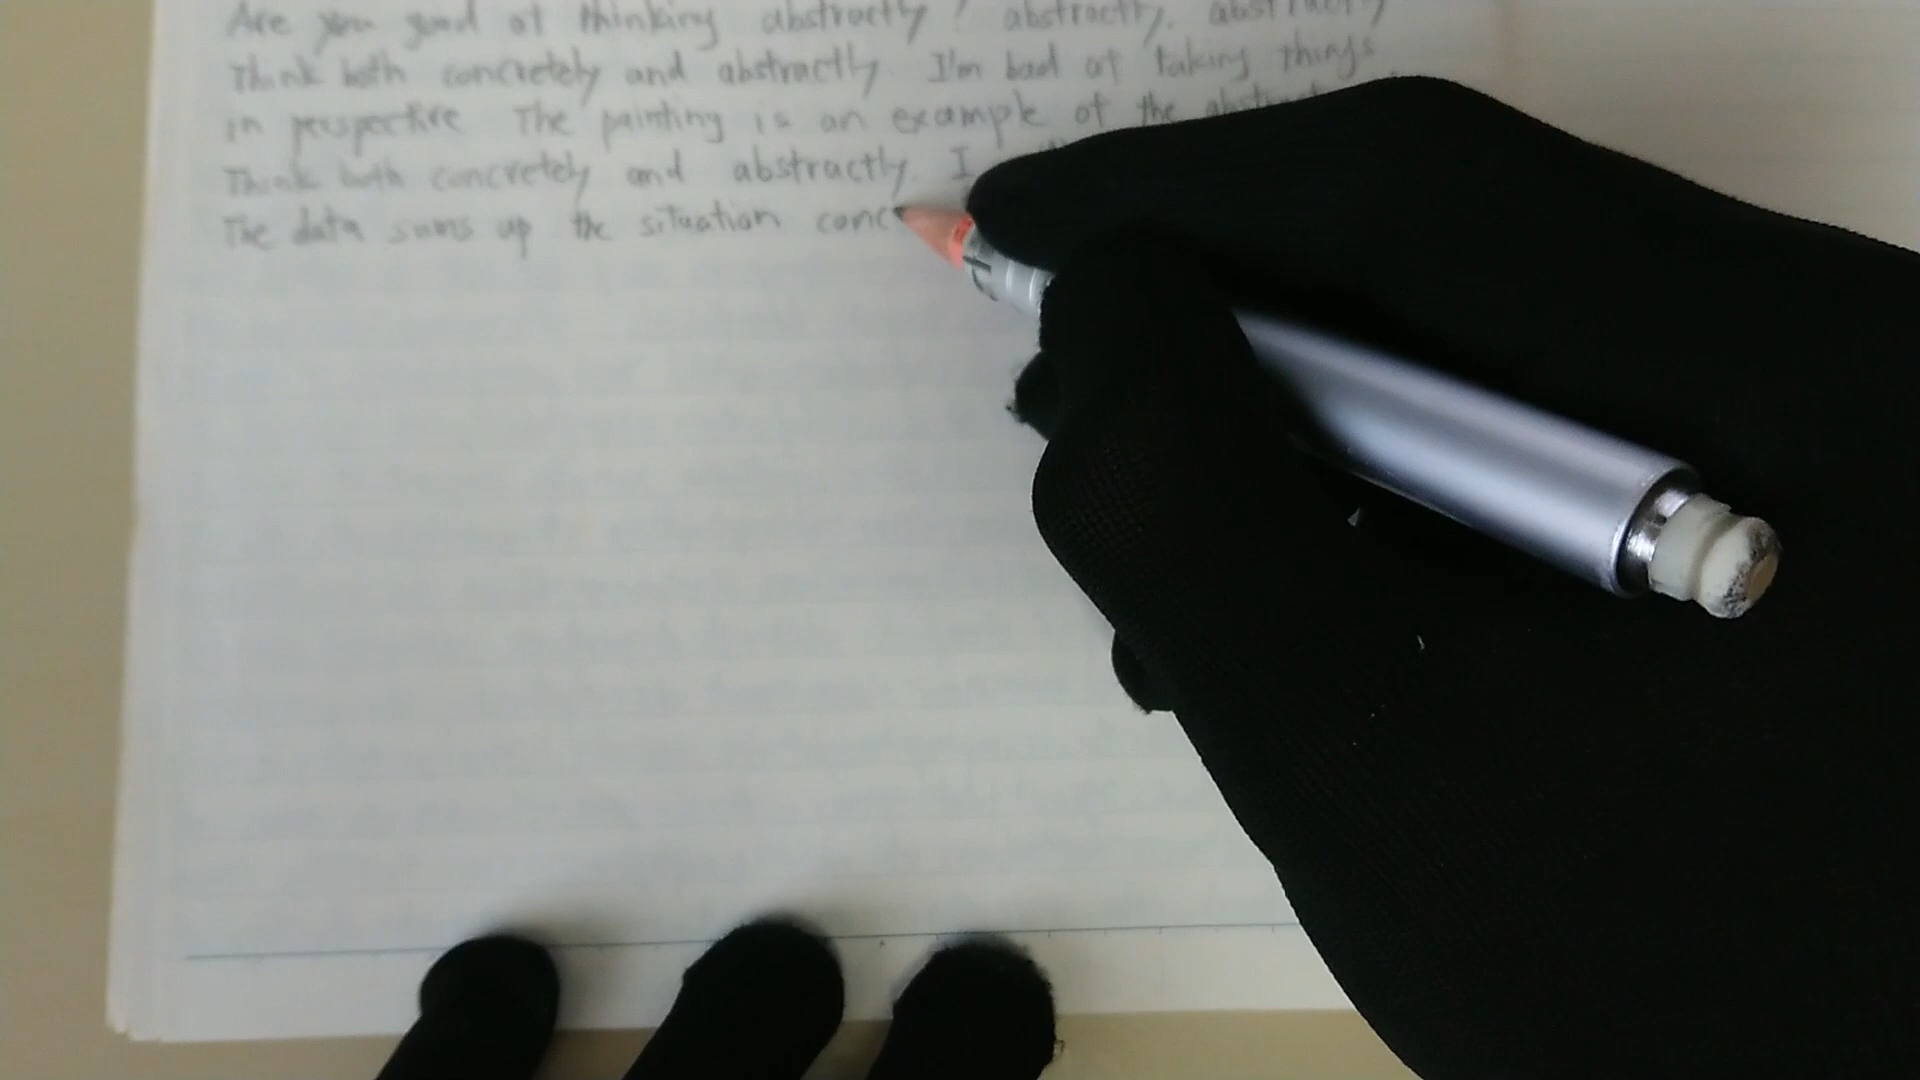 Are you good at thinking abstractly? abstractly, abstractly
Think both concretely and abstractly. I'm bad at taking things
in perspective The painting is an example of the
Think both concretely and abstractly. I
The data sums up the situation conc